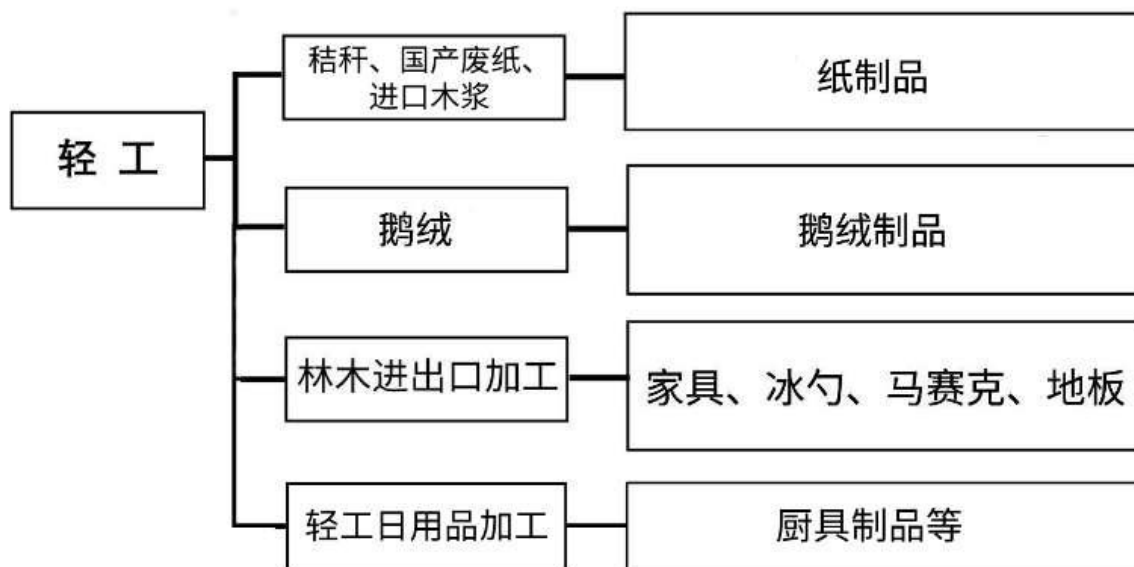 秸秆、国产废纸、
进口木浆
纸制品
轻 工
鹅绒
鹅绒制品
林木进出口加工
家具、冰勺、马赛克、地板
轻工日用品加工
厨具制品等